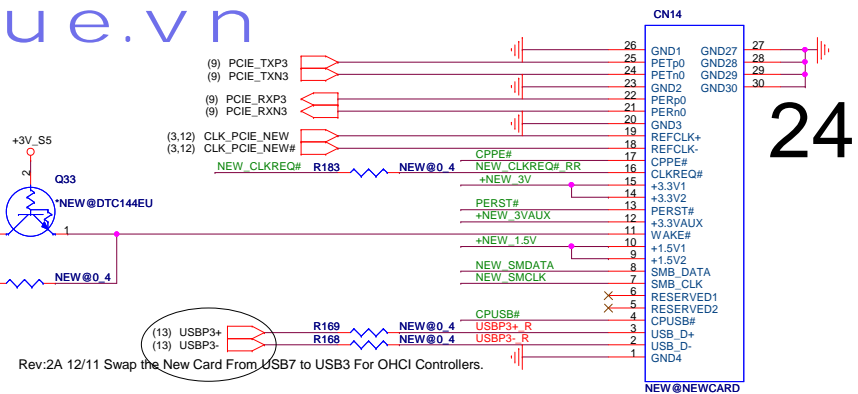 ue.vn
CN14
26 GND1 GND27 27
(9) PCIE_TXP3 25 PETp0 GND28 28
(9) PCIE_TXN3 24 PETn0 GND29 29
23 GND2 GND30 30
(9) PCIE_RXP3 22 PERp0
(9) PCIE_RXN3 21 PERn0
20 GND3
24
(3,12) CLK_PCIE_NEW 19 REFCLK+
(3,12) CLK_PCIE_NEW# 18 REFCLK-
+3V_S5
CPPE# 17 CPPE#
NEW_CLKREQ# R183 NEW@0_4 NEW_CLKREQ#_RR 16 CLKREQ#
2
Q33
+NEW_3V 15 +3.3V1
14 +3.3V2
*NEW@DTC144EU
PERST# 13 PERST#
+NEW_3VAUX 12 +3.3VAUX
1 11 WAKE#
+NEW_1.5V 10 +1.5V1
9 +1.5V2
NEW_SMDATA 8 SMB_DATA
NEW@0_4 NEW_SMCLK 7 SMB_CLK
6 RESERVED1
5 RESERVED2
CPUSB# 4 CPUSB#
(13) USBP3+ R169 NEW@0_4 USBP3+_R 3 USB_D+
(13) USBP3- R168 NEW@0_4 USBP3-_R 2 USB_D-
1 GND4
Rev:2A 12/11 Swap the New Card From USB7 to USB3 For OHCI Controllers.
NEW@NEWCARD